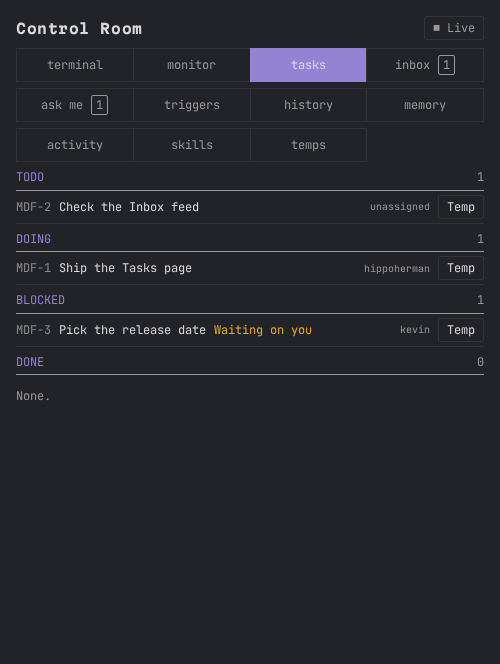 Control Room
Live
terminal monitor tasks inbox 1
ask me 1 triggers history memory
activity skills temps
TODO 1
MDF-2 Check the Inbox feed unassigned Temp
DOING 1
MDF-1 Ship the Tasks page hippoherman Temp
BLOCKED 1
MDF-3 Pick the release date Waiting on you kevin Temp
DONE 0
None.